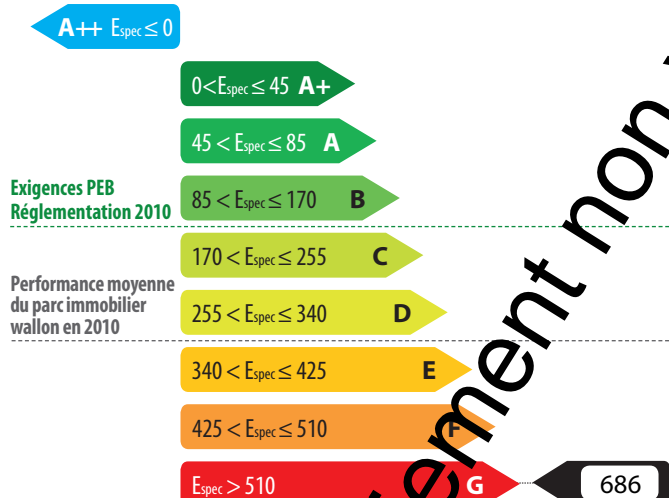 A++ Espec ≤ 0
0<Espec ≤ 45 A+
45 < Espec ≤ 85 A
Exigences PEB
Réglementation 2010
85 < Espec ≤ 170 B
170 < Espec ≤ 255 C
Performance moyenne
du parc immobilier
wallon en 2010
255 < Espec ≤ 340 D
340 < Espec ≤ 425 E
425 < Espec ≤ 510 F
Espec > 510 G
686
ement non